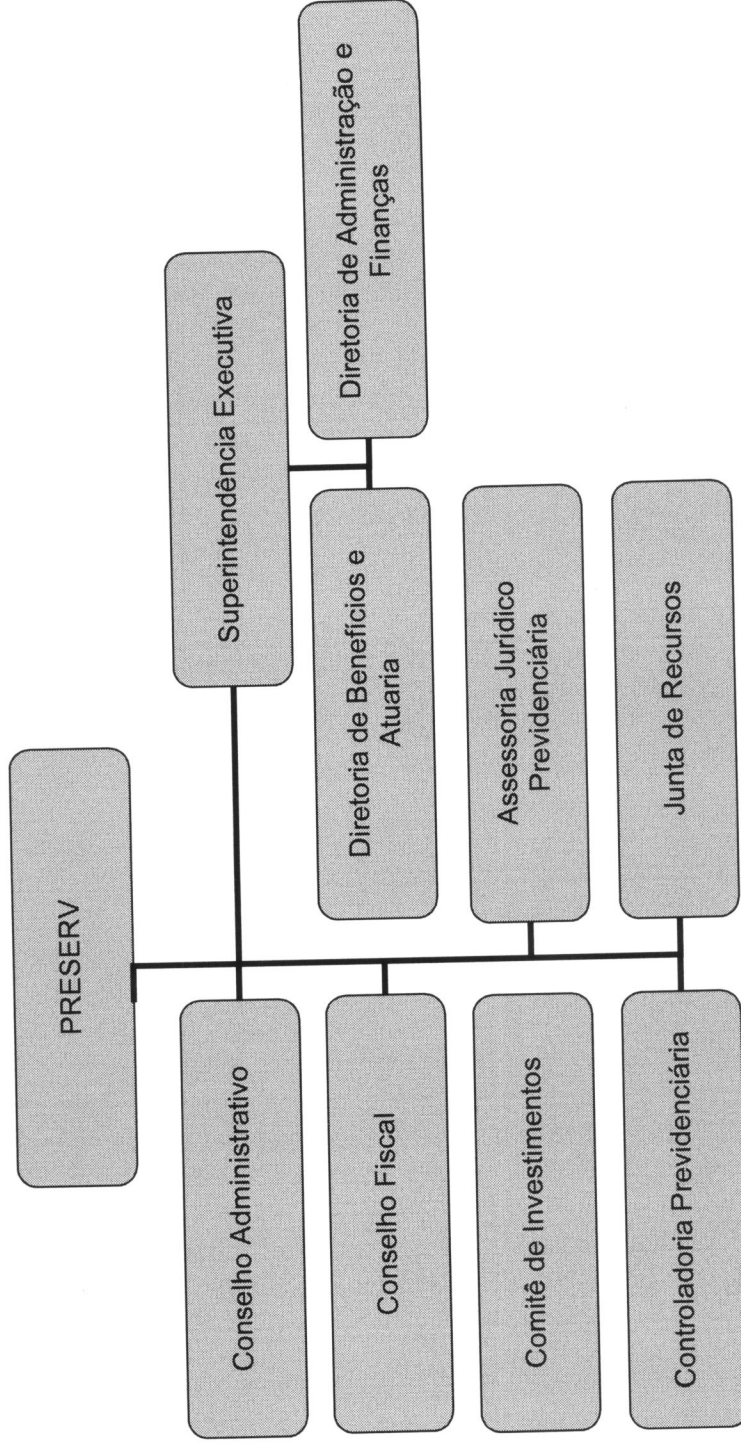 PRESERV
Conselho Administrativo
Superintendência Executiva
Conselho Fiscal
Diretoria de Benefícios e
Atuaria
Diretoria de Administração e
Finanças
Comitê de Investimentos
Assessoria Jurídico
Previdenciária
Controladoria Previdenciária
Junta de Recursos